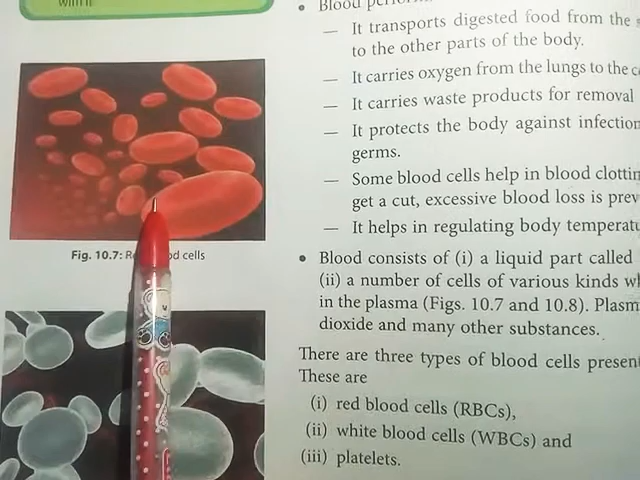 with it.
• Blood
— It transports digested food from the
to the other parts of the body.
— It carries oxygen from the lungs to the
— It carries waste products for removal
— It protects the body against infection
germs.
— Some blood cells help in blood
get a cut, excessive blood loss is
— It helps in regulating body
Fig. 10.7: cells
• Blood consists of (i) a liquid part called
(ii) a number of cells of various kinds
in the plasma (Figs. 10.7 and 10.8).
dioxide and many other substances.
There are three types of blood cells
These are
(i) red blood cells (RBCs),
(ii) white blood cells (WBCs) and
(iii) platelets.